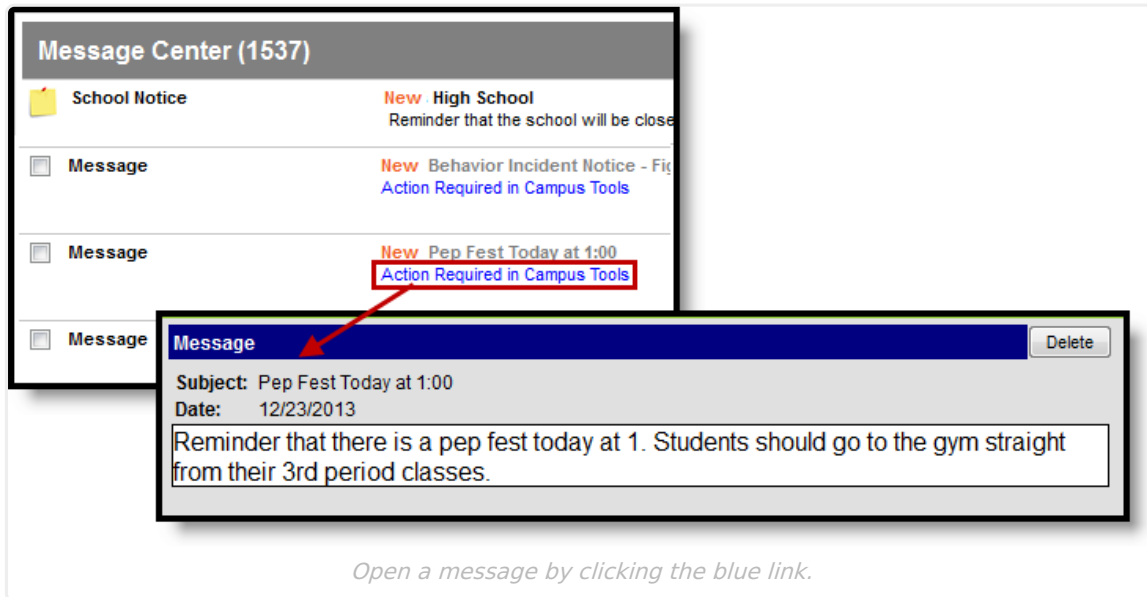 Message Center (1537)
School Notice
New High School
Reminder that the school will be close
Message
New Behavior Incident Notice - Fig
Action Required in Campus Tools
Message
New Pep Fest Today at 1:00
Action Required in Campus Tools
Message
Message
Delete
Subject: Pep Fest Today at 1:00
Date: 12/23/2013
Reminder that there is a pep fest today at 1. Students should go to the gym straight
from their 3rd period classes.
Open a message by clicking the blue link.